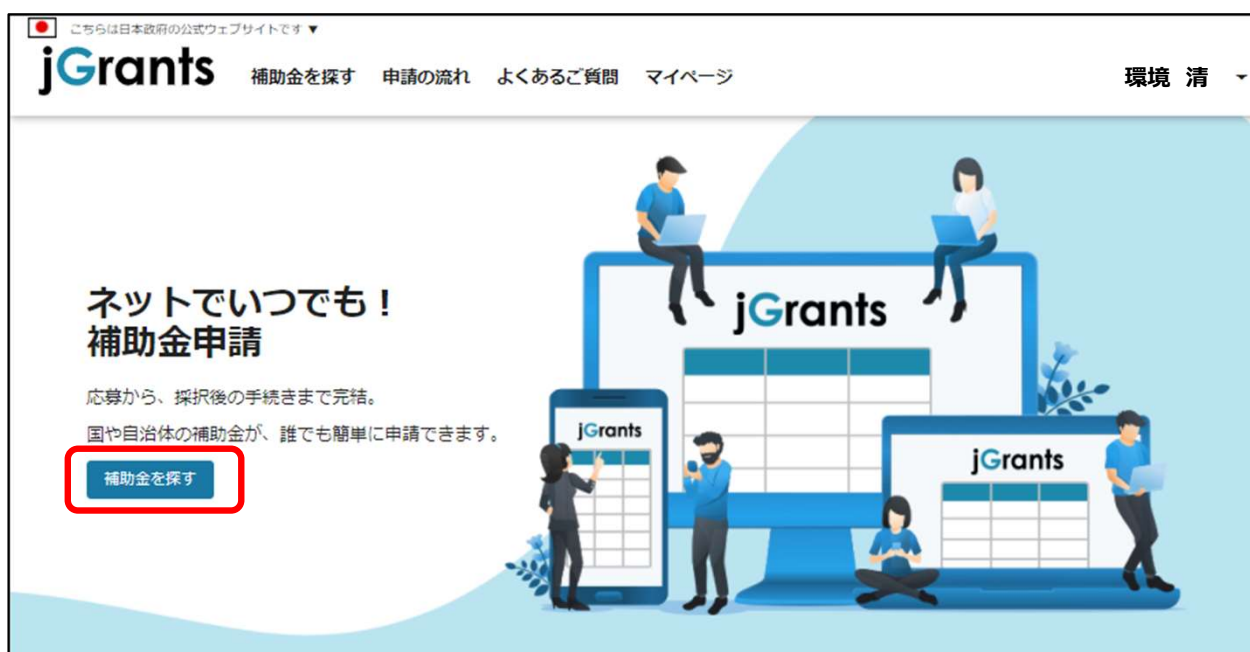 こちらは日本政府の公式ウェブサイトです ▼
jGrants 補助金を探す 申請の流れ よくあるご質問 マイページ 環境 清
jGrants
ネットでいつでも！
補助金申請
応募から、採択後の手続きまで完結。
国や自治体の補助金が、誰でも簡単に申請できます。
補助金を探す
jGrants
jGrants